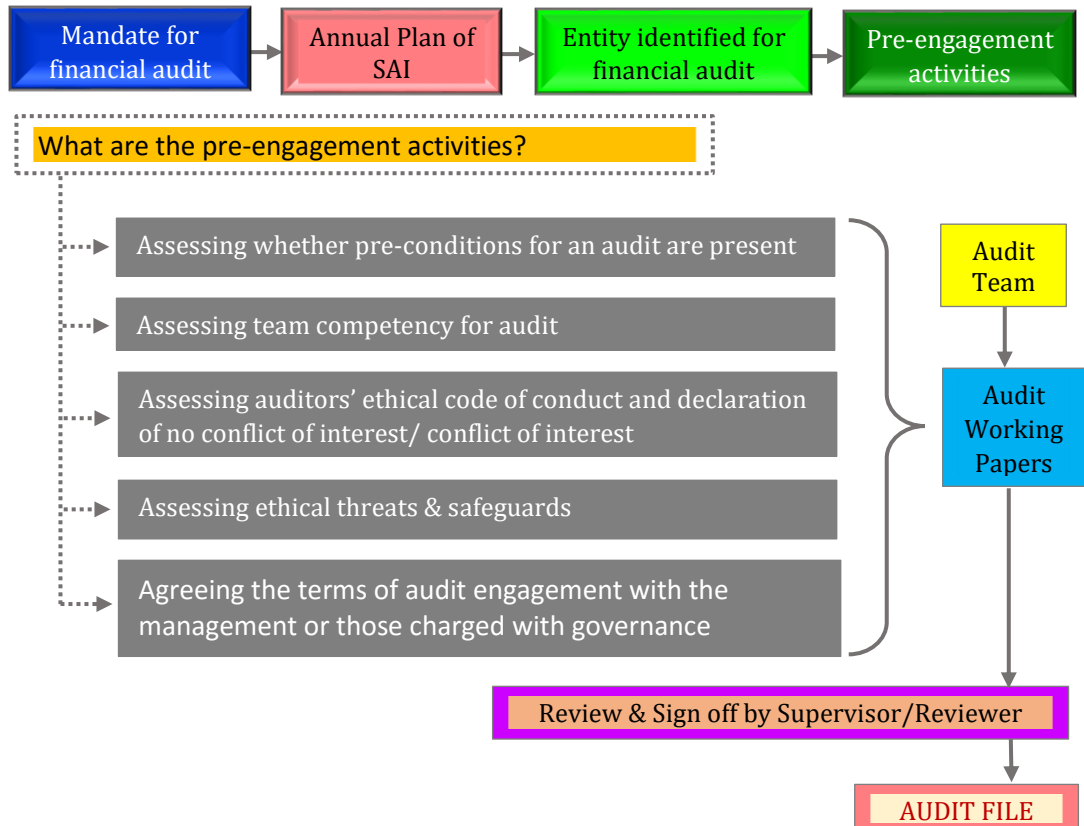 Mandate for
financial audit
Annual Plan of
SAI
Entity identified for
financial audit
Pre-engagement
activities
What are the pre-engagement activities?
Assessing whether pre-conditions for an audit are present
Assessing team competency for audit
Assessing auditors’ ethical code of conduct and declaration
of no conflict of interest/ conflict of interest
Assessing ethical threats & safeguards
Agreeing the terms of audit engagement with the
management or those charged with governance
Audit
Team
Audit
Working
Papers
Review & Sign off by Supervisor/Reviewer
AUDIT FILE